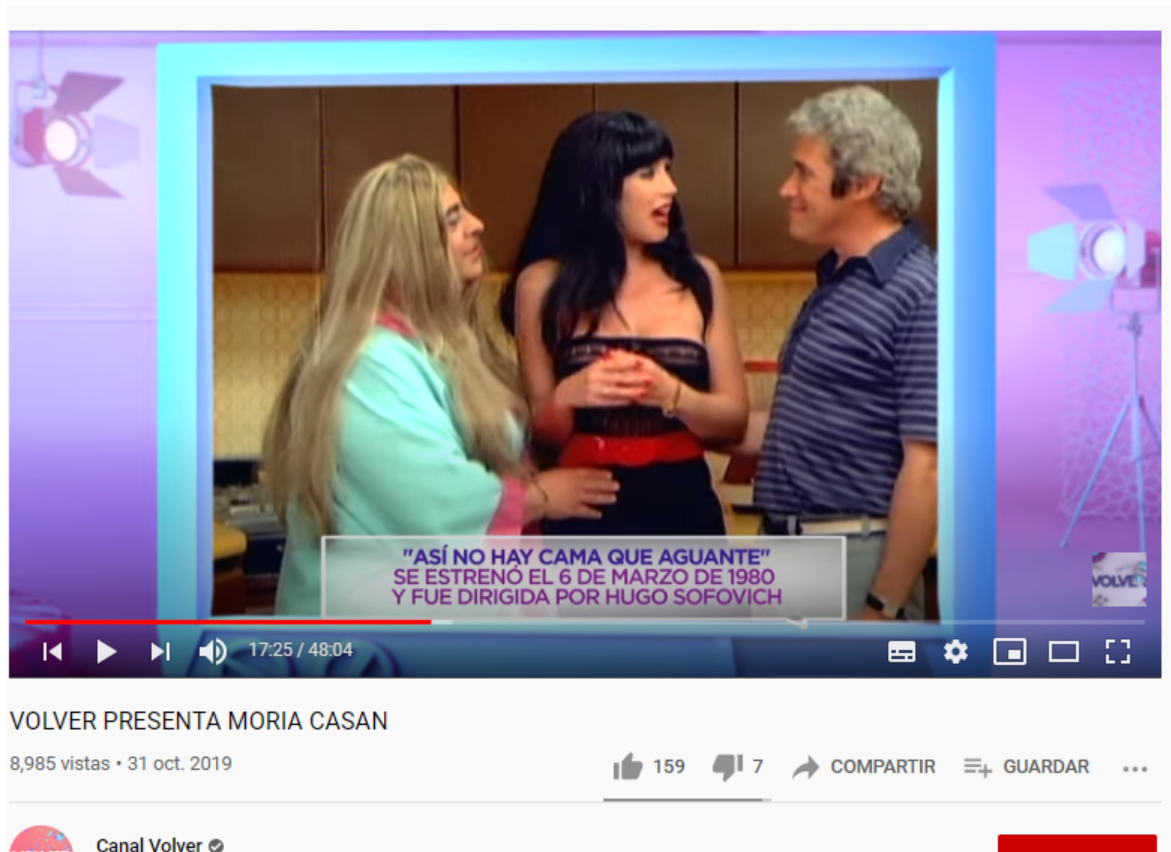 "ASÍ NO HAY CAMA QUE AGUANTE"
SE ESTRENÓ EL 6 DE MARZO DE 1980
Y FUE DIRIGIDA POR HUGO SOFOVICH
VOLVER
17:25 / 48:04
VOLVER PRESENTA MORIA CASAN
8,985 vistas • 31 oct. 2019
159
7
COMPARTIR
GUARDAR
Canal Volver